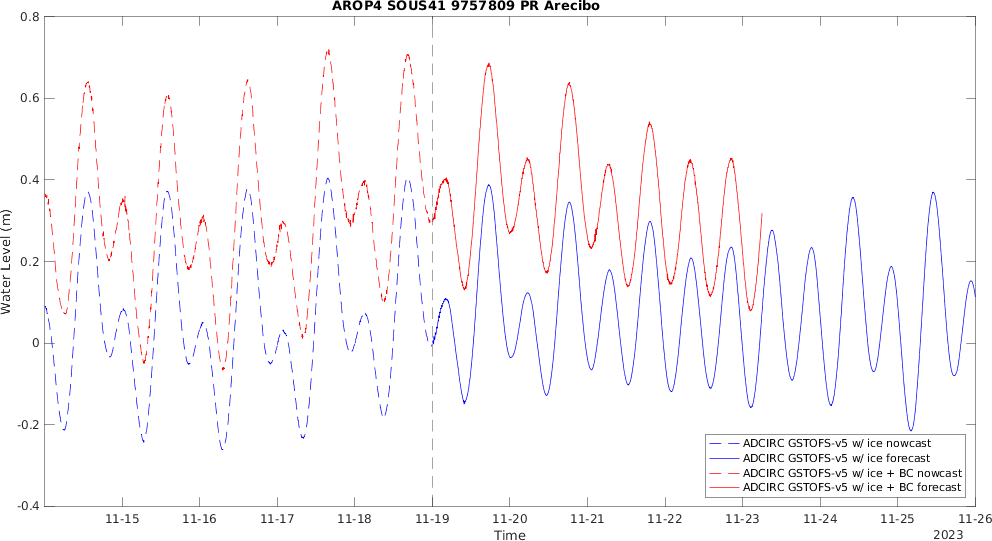 AROP4 SOUS41 9757809 PR Arecibo
0.8
0.6
0.4
0.2
0
-0.2
-0.4
Water Level (m)
11-15 11-16 11-17 11-18 11-19 11-20 11-21 11-22 11-23 11-24 11-25 11-26
Time
2023
ADCIRC GSTOFS-v5 w/ ice nowcast
ADCIRC GSTOFS-v5 w/ ice forecast
ADCIRC GSTOFS-v5 w/ ice + BC nowcast
ADCIRC GSTOFS-v5 w/ ice + BC forecast